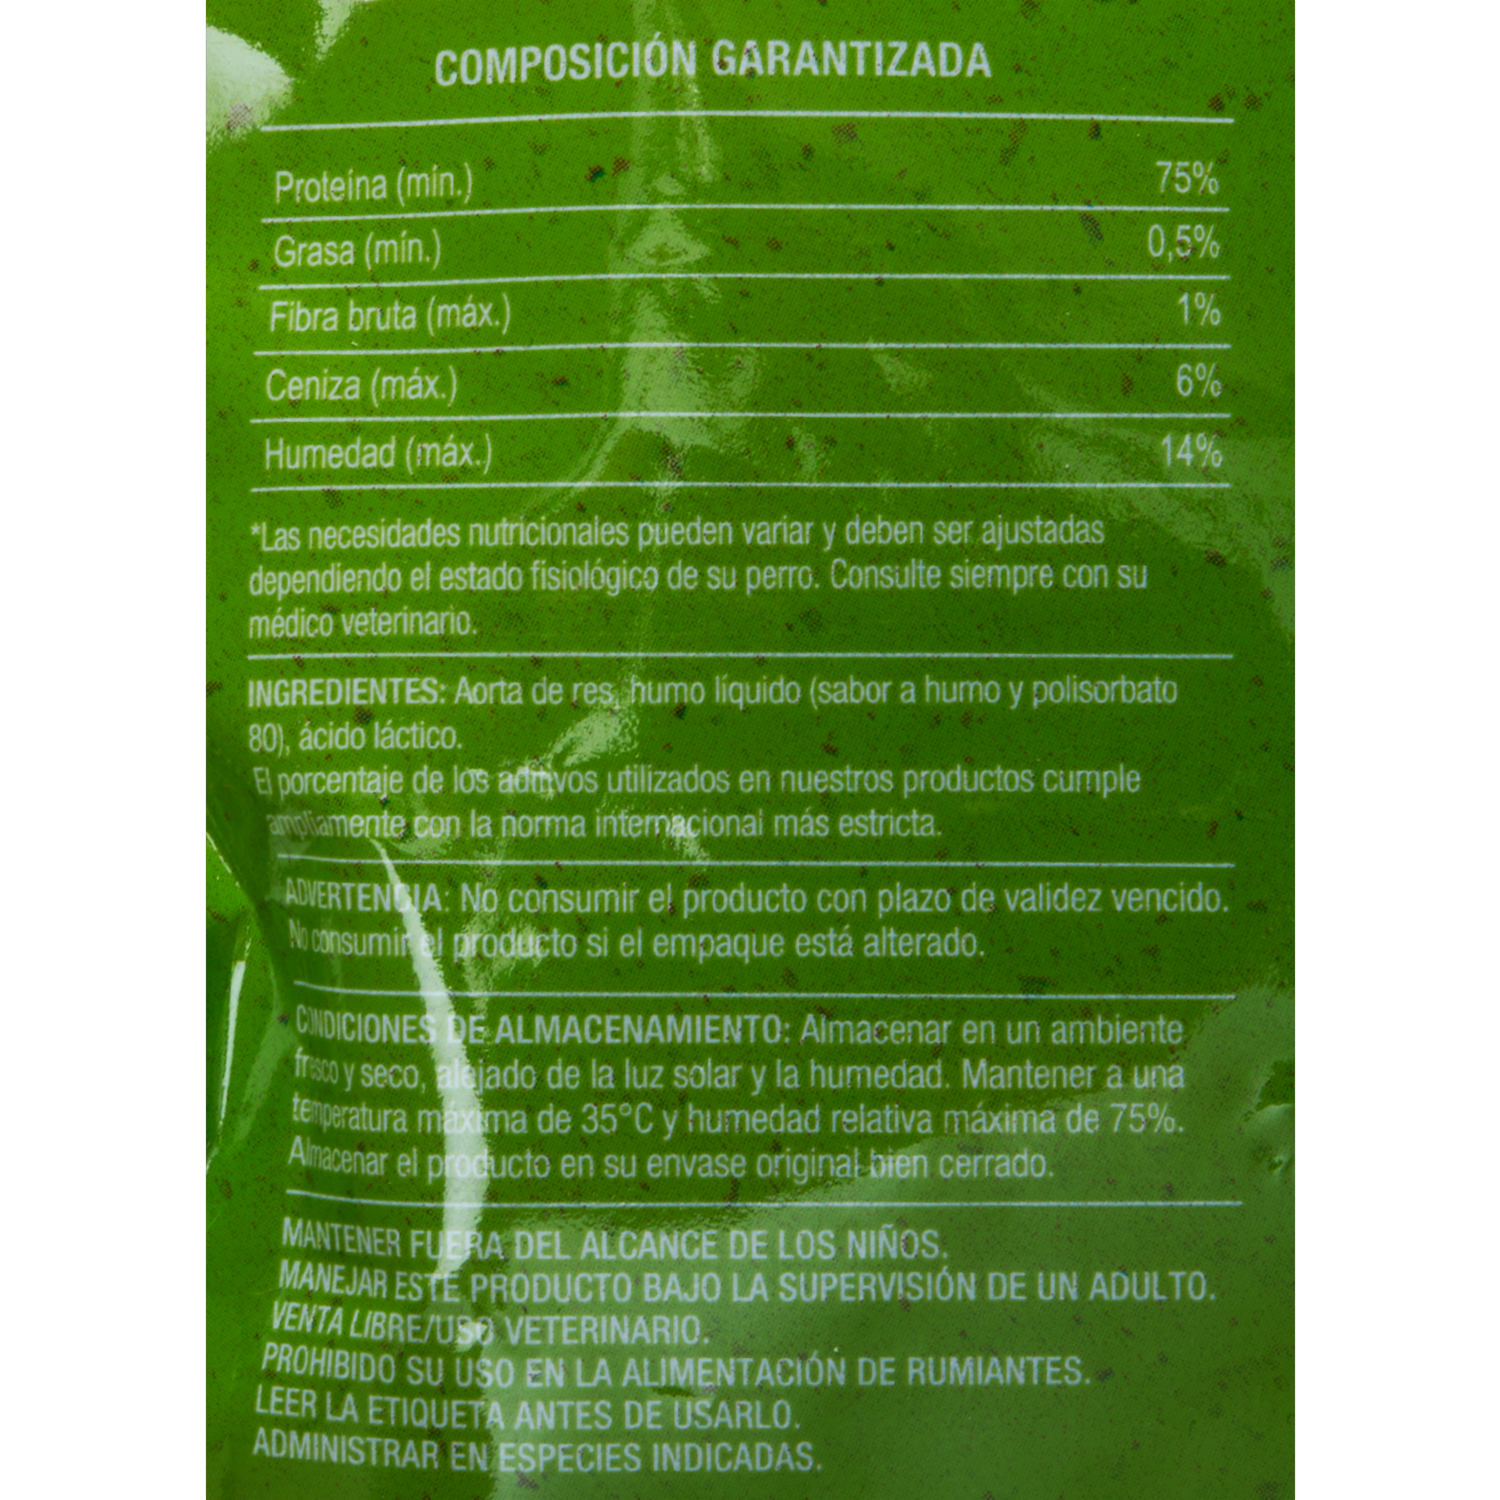 COMPOSICIÓN GARANTIZADA
Proteína (mín.) 75%
Grasa (mín.) 0,5%
Fibra bruta (máx.) 1%
Ceniza (máx.) 6%
Humedad (máx.) 14%
*Las necesidades nutricionales pueden variar y deben ser ajustadas
dependiendo el estado fisiológico de su perro. Consulte siempre con su
médico veterinario.
INGREDIENTES: Aorta de res, humo líquido (sabor a humo y polisorbato
80), ácido láctico.
El porcentaje de los aditivos utilizados en nuestros productos cumple
ampliamente con la norma internacional más estricta.
ADVERTENCIA: No consumir el producto con plazo de validez vencido.
No consumir el producto si el empaque está alterado.
CONDICIONES DE ALMACENAMIENTO: Almacenar en un ambiente
fresco y seco, alejado de la luz solar y la humedad. Mantener a una
temperatura máxima de 35°C y humedad relativa máxima de 75%.
Almacenar el producto en su envase original bien cerrado.
MANTENER FUERA DEL ALCANCE DE LOS NIÑOS.
MANEJAR ESTE PRODUCTO BAJO LA SUPERVISIÓN DE UN ADULTO.
VENTA LIBRE/USO VETERINARIO.
PROHIBIDO SU USO EN LA ALIMENTACIÓN DE RUMIANTES.
LEER LA ETIQUETA ANTES DE USARLO.
ADMINISTRAR EN ESPECIES INDICADAS.